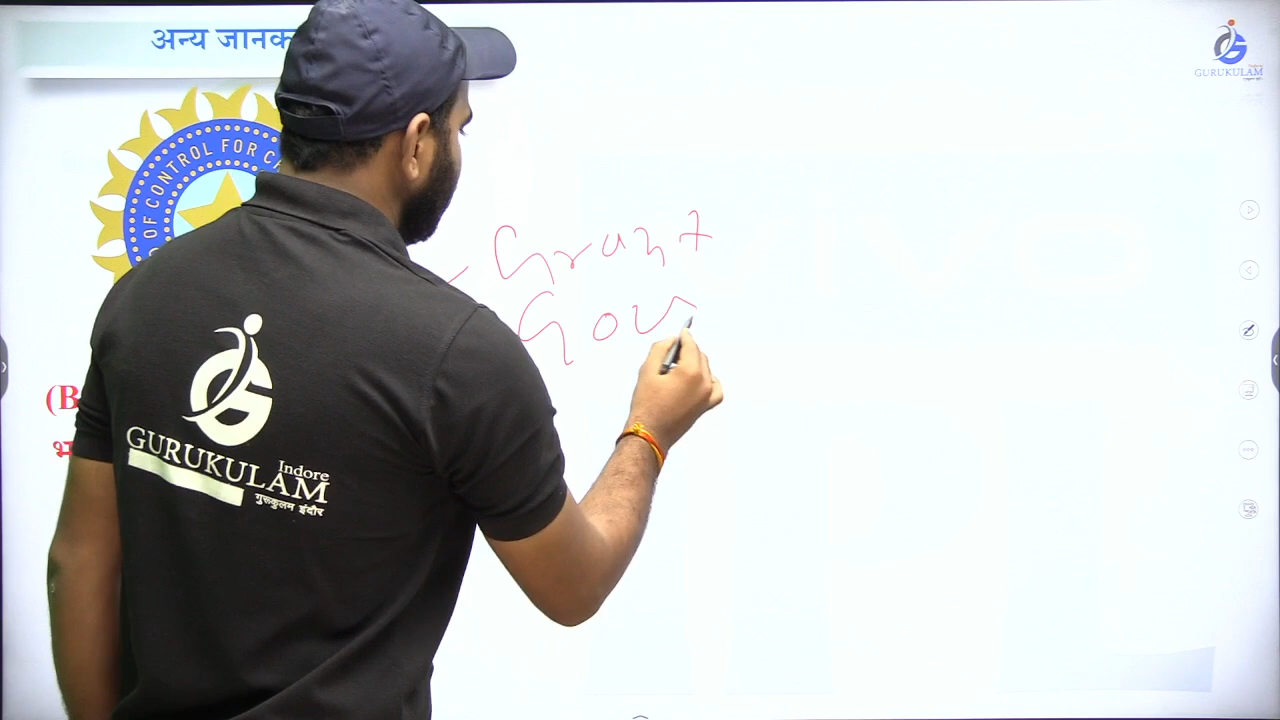 अन्य जानक
GURUKULAM
OF CONTROL FOR
Grant
Gov
(B
भ
GURUKULAM
Indore
गुरूकुलम इंदौर